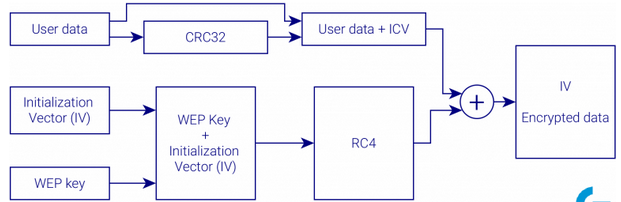 User data
CRC32
User data + ICV
Initialization
Vector (IV)
WEP key
WEP Key
+
Initialization
Vector (IV)
RC4
+
IV
Encrypted data